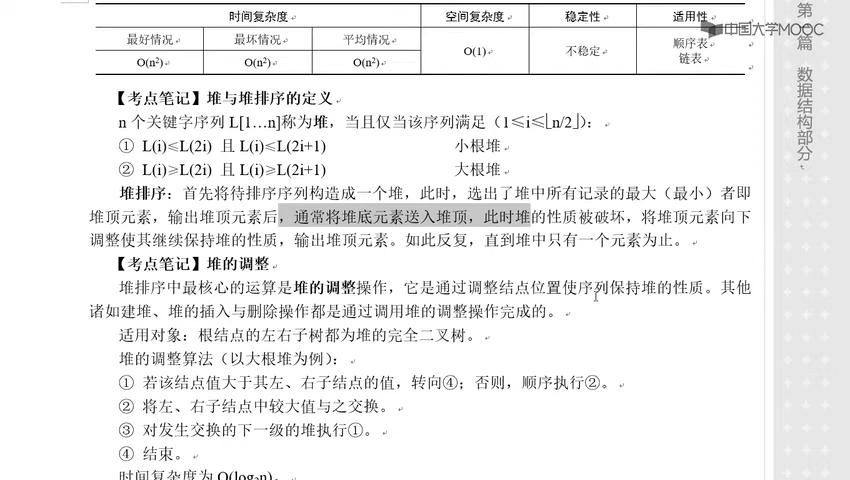 时间复杂度 空间复杂度 稳定性 适用性
最好情况 最坏情况 平均情况 O(1) 不稳定 顺序表
链表
O(n²) O(n²) O(n²)
中国大学MOOC
第
篇
数据结构部分
【考点笔记】堆与堆排序的定义
n 个关键字序列 L[1…n]称为堆，当且仅当该序列满足（1≤i≤⌊n/2⌋）：
① L(i)≤L(2i) 且 L(i)≤L(2i+1) 小根堆
② L(i)≥L(2i) 且 L(i)≥L(2i+1) 大根堆
堆排序：首先将待排序序列构造成一个堆，此时，选出了堆中所有记录的最大（最小）者即
堆顶元素，输出堆顶元素后，通常将堆底元素送入堆顶，此时堆的性质被破坏，将堆顶元素向下
调整使其继续保持堆的性质，输出堆顶元素。如此反复，直到堆中只有一个元素为止。
【考点笔记】堆的调整
堆排序中最核心的运算是堆的调整操作，它是通过调整结点位置使序列保持堆的性质。其他
诸如建堆、堆的插入与删除操作都是通过调用堆的调整操作完成的。
适用对象：根结点的左右子树都为堆的完全二叉树。
堆的调整算法（以大根堆为例）：
① 若该结点值大于其左、右子结点的值，转向④；否则，顺序执行②。
② 将左、右子结点中较大值与之交换。
③ 对发生交换的下一级的堆执行①。
④ 结束。
时间复杂度为 O(log₂n)。